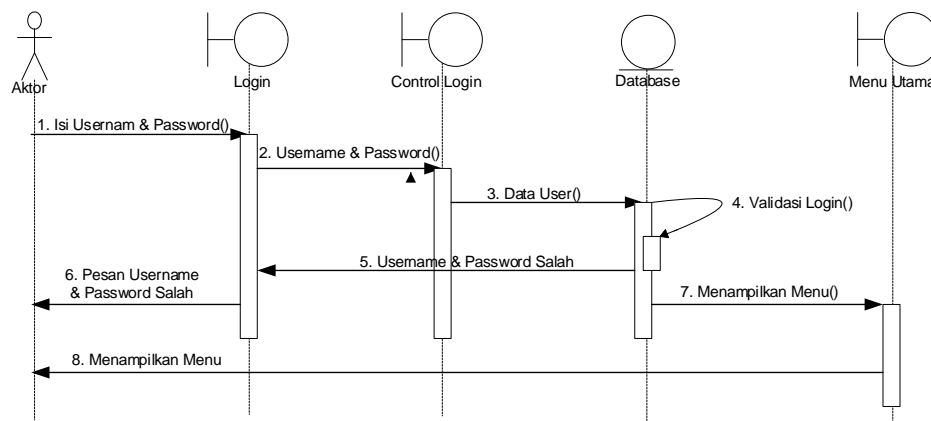 Aktor
Login
Control Login
Database
Menu Utama
1. Isi Usernam & Password()
2. Username & Password()
3. Data User()
4. Validasi Login()
5. Username & Password Salah
6. Pesan Username
& Password Salah
7. Menampilkan Menu()
8. Menampilkan Menu